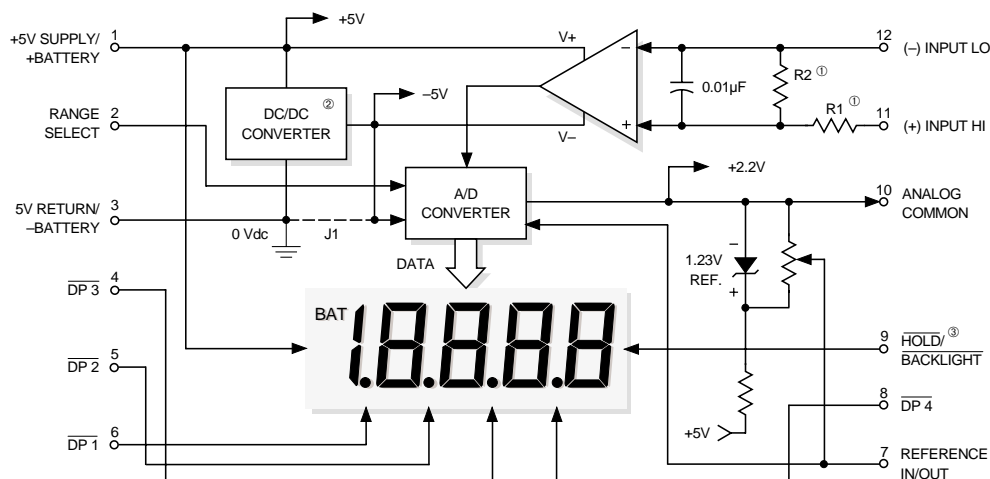 +5V SUPPLY/
+BATTERY
1
RANGE
SELECT
2
5V RETURN/
–BATTERY
3
DP 3
4
DP 2
5
DP 1
6
+5V
DC/DC ②
CONVERTER
–5V
0 Vdc
J1
V+
V–
–
+
0.01µF
R2 ①
R1 ①
12
(–) INPUT LO
11
(+) INPUT HI
A/D
CONVERTER
DATA
+2.2V
10
ANALOG
COMMON
1.23V
REF.
–
+
+5V
BAT
1.8.8.8.8
9
HOLD/ ③
BACKLIGHT
8
DP 4
7
REFERENCE
IN/OUT